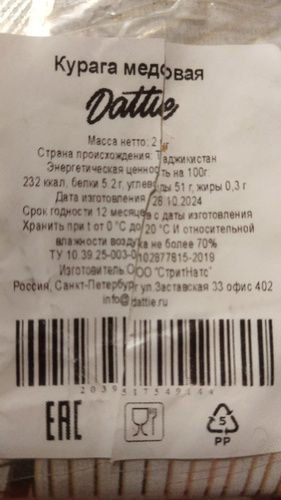 Курага медовая
Dattie
Масса нетто: 2 кг
Страна происхождения: Таджикистан
Энергетическая ценность на 100г:
232 ккал, белки 5.2 г, углеводы 51 г, жиры 0,3 г
Дата изготовления 28.10.2024
Срок годности 12 месяцев с даты изготовления
Хранить при t от 0 °C до 20 °C И относительной
влажности воздуха не более 70%
ТУ 10.39.25-003-0102877815-2019
Изготовитель ООО "СтритНатс"
Россия, Санкт-Петербург ул.Заставская 33 офис 402
info@dattie.ru
EAC
5
PP